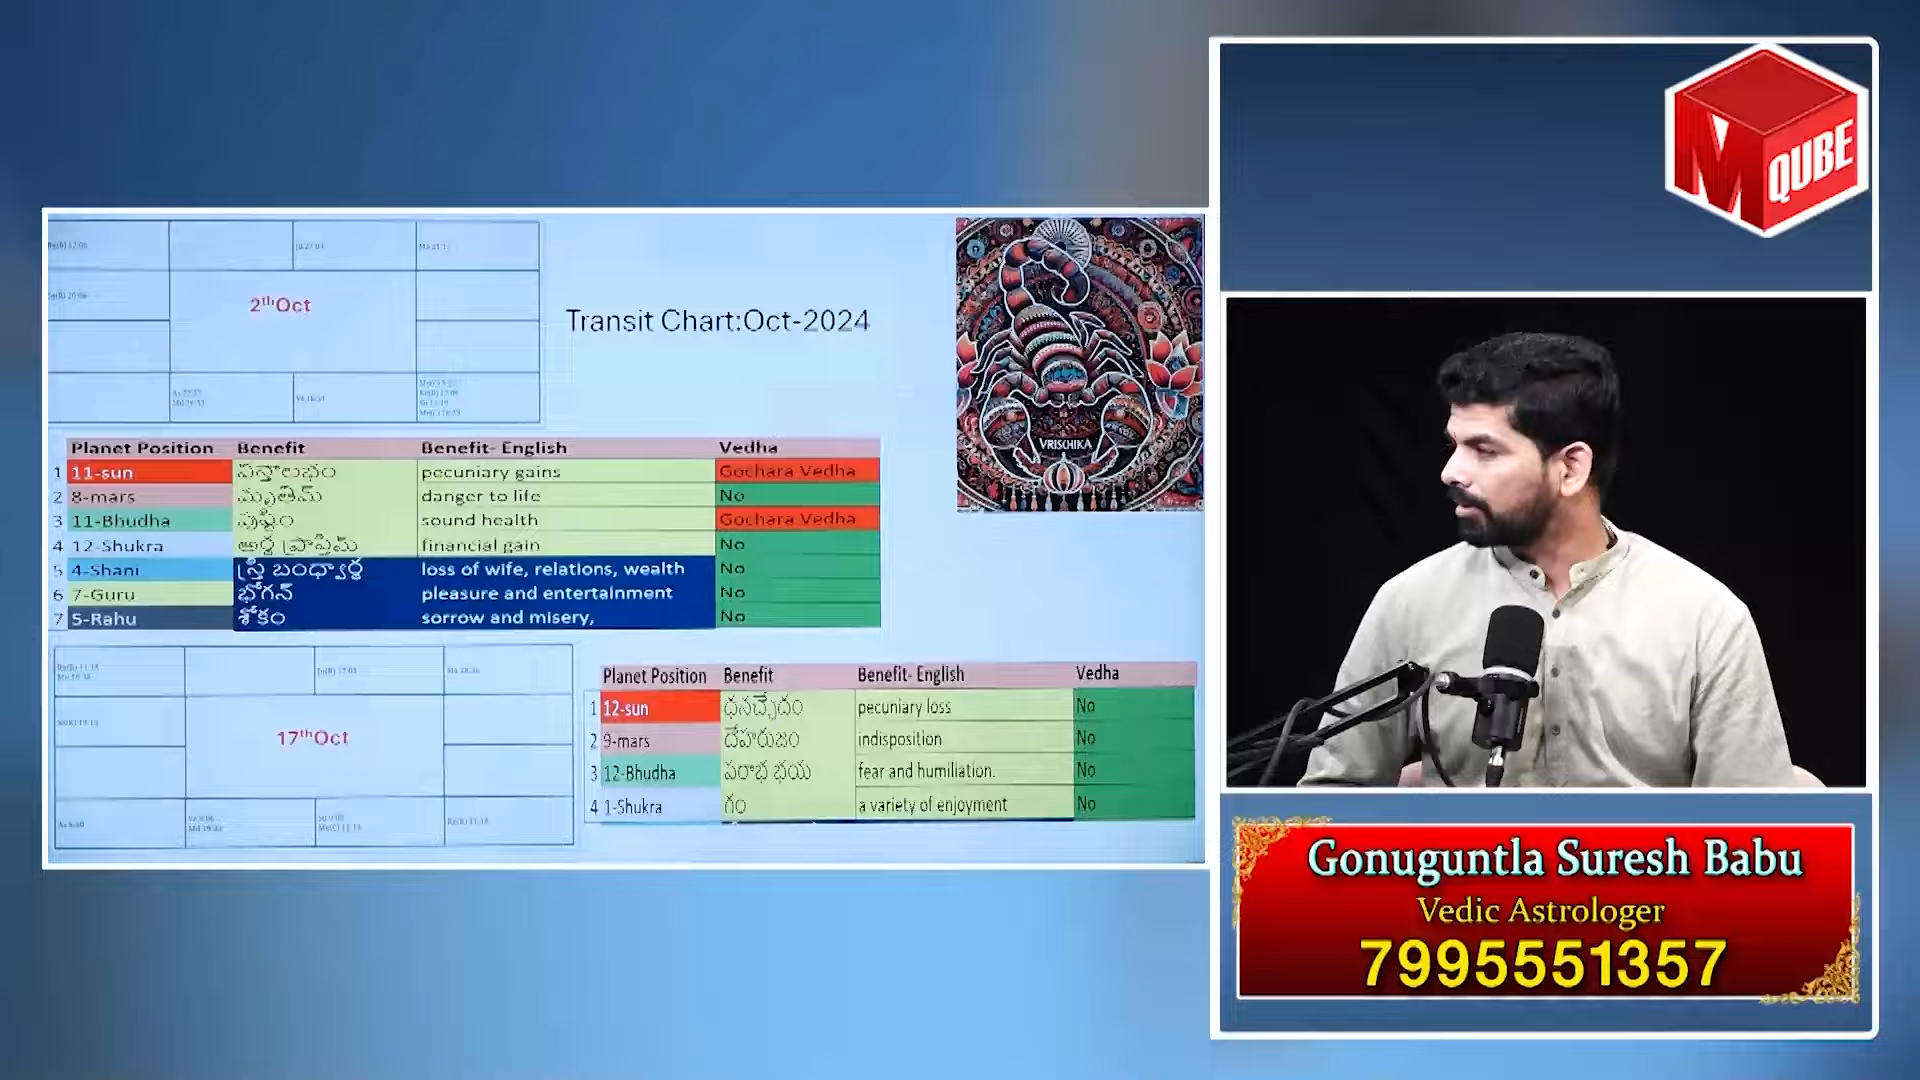 M QUBE
2thOct
Transit Chart:Oct-2024
VRISCHIKA
Planet Position Benefit Benefit- English Vedha
1 11-sun విత్తాలభం pecuniary gains Gochara Vedha
2 8-mars మృతిమ్ danger to life No
3 11-Bhudha పుష్టిం sound health Gochara Vedha
4 12-Shukra అర్థ ప్రాప్తిమ్ financial gain No
5 4-Shani స్త్రీ బంధ్వార్థ loss of wife, relations, wealth No
6 7-Guru భోగన్ pleasure and entertainment No
7 5-Rahu శోకం sorrow and misery, No
17thOct
Planet Position Benefit Benefit- English Vedha
1 12-sun ధనచ్ఛేదం pecuniary loss No
2 9-mars దేహరుజం indisposition No
3 12-Bhudha పరాభ భయ fear and humiliation. No
4 1-Shukra గం a variety of enjoyment No
Gonuguntla Suresh Babu
Vedic Astrologer
7995551357